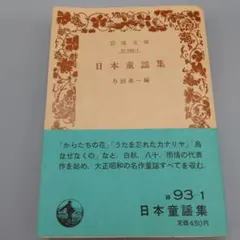 岩波文庫
日本童謡集
与田凖一編
「からたちの花」「うたを忘れたカナリヤ」「烏
なぜなくの」など、白秋、八十、雨情の代表
作を始め、大正昭和の名作童謡すべてを収む。
緑 93 1
日本童謡集
定価450円